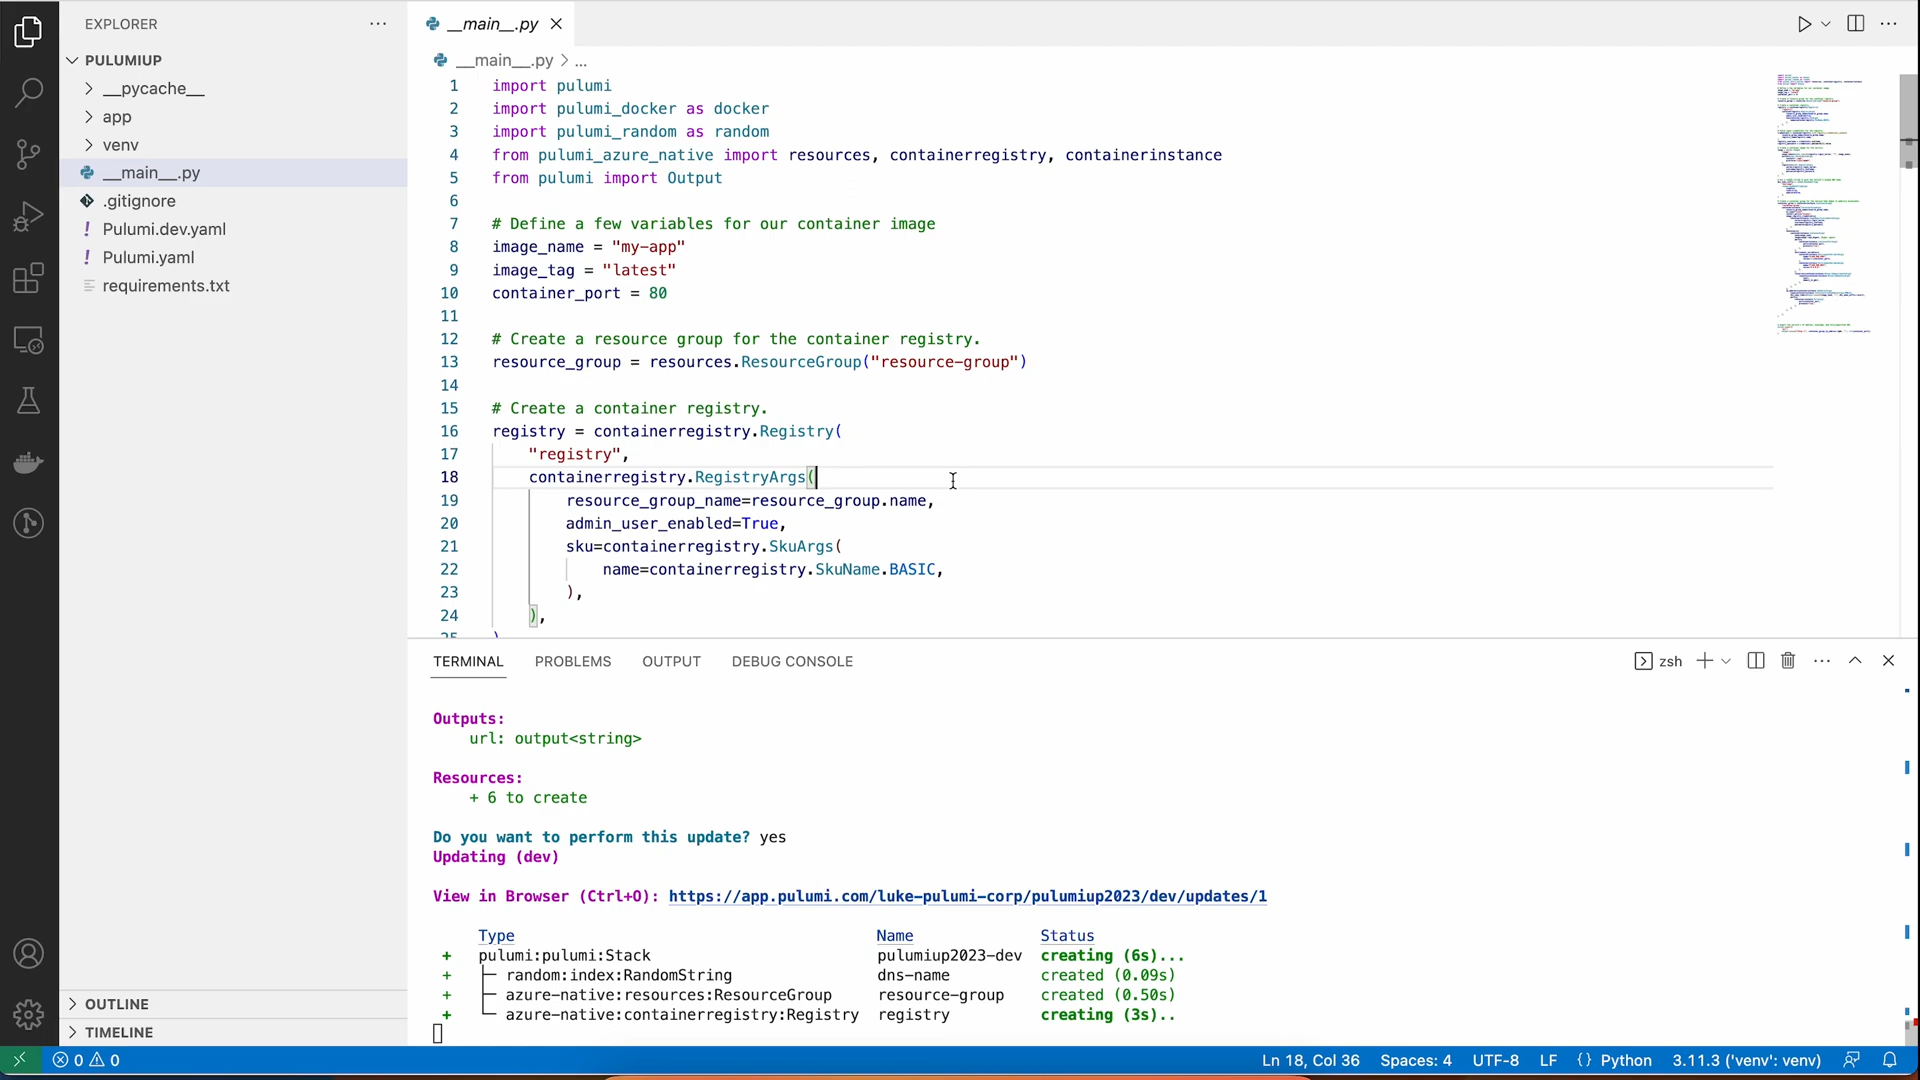 EXPLORER
PULUMIUP
__pycache__
app
venv
__main__.py
.gitignore
! Pulumi.dev.yaml
! Pulumi.yaml
requirements.txt
OUTLINE
TIMELINE
__main__.py
__main__.py > ...
1 import pulumi
2 import pulumi_docker as docker
3 import pulumi_random as random
4 from pulumi_azure_native import resources, containerregistry, containerinstance
5 from pulumi import Output
6
7 # Define a few variables for our container image
8 image_name = "my-app"
9 image_tag = "latest"
10 container_port = 80
11
12 # Create a resource group for the container registry.
13 resource_group = resources.ResourceGroup("resource-group")
14
15 # Create a container registry.
16 registry = containerregistry.Registry(
17 "registry",
18 containerregistry.RegistryArgs(
19 resource_group_name=resource_group.name,
20 admin_user_enabled=True,
21 sku=containerregistry.SkuArgs(
22 name=containerregistry.SkuName.BASIC,
23 ),
24 ),
25 )
TERMINAL PROBLEMS OUTPUT DEBUG CONSOLE zsh
Outputs:
url: output<string>
Resources:
+ 6 to create
Do you want to perform this update? yes
Updating (dev)
View in Browser (Ctrl+O): https://app.pulumi.com/luke-pulumi-corp/pulumiup2023/dev/updates/1
Type Name Status
+ pulumi:pulumi:Stack pulumiup2023-dev creating (6s)...
+ ├─ random:index:RandomString dns-name created (0.09s)
+ ├─ azure-native:resources:ResourceGroup resource-group created (0.50s)
+ └─ azure-native:containerregistry:Registry registry creating (3s)..
0 0 Ln 18, Col 36 Spaces: 4 UTF-8 LF {} Python 3.11.3 ('venv': venv)